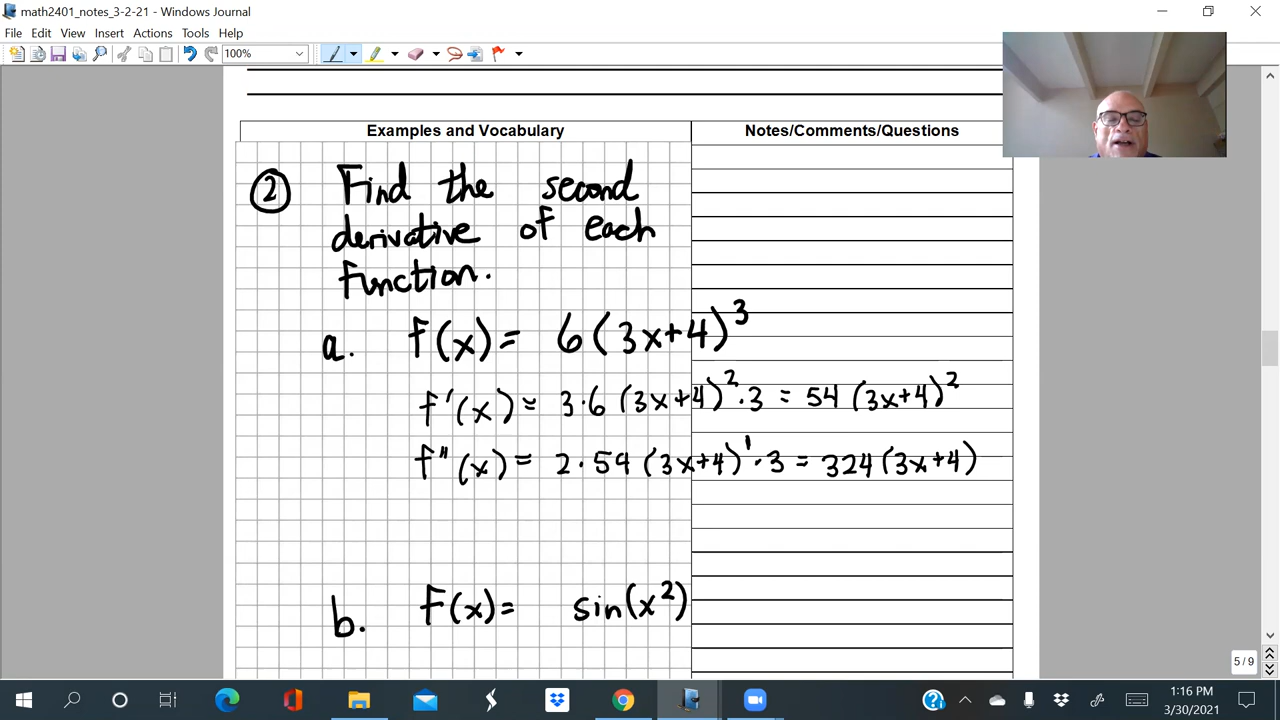 math2401_notes_3-2-21 - Windows Journal
File Edit View Insert Actions Tools Help
100%
Examples and Vocabulary Notes/Comments/Questions
② Find the second
derivative of each
function.
a. f(x) = 6(3x+4)³
f'(x) = 3·6 (3x+4)²·3 = 54 (3x+4)²
f"(x) = 2·54 (3x+4)¹·3 = 324(3x+4)
b. f(x) = sin(x²)
5 / 9
1:16 PM
3/30/2021